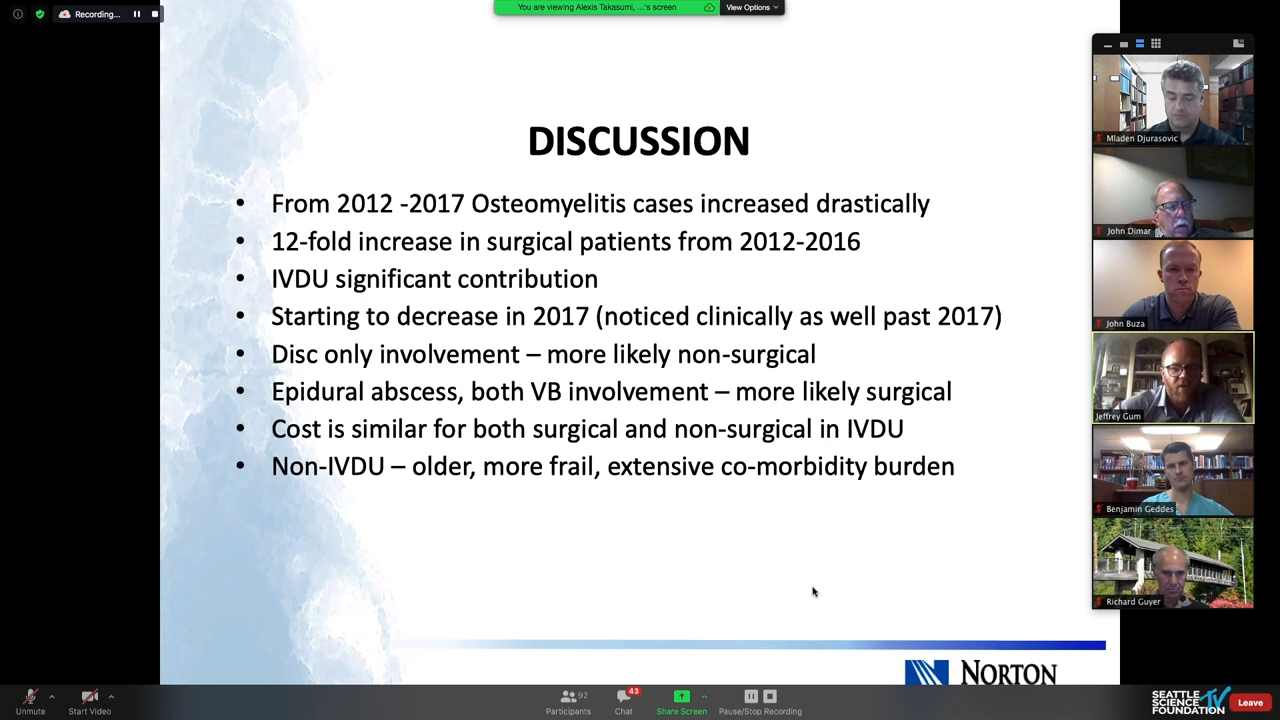 Recording...
You are viewing Alexis Takasumi, ...'s screen
View Options
DISCUSSION
• From 2012 -2017 Osteomyelitis cases increased drastically
• 12-fold increase in surgical patients from 2012-2016
• IVDU significant contribution
• Starting to decrease in 2017 (noticed clinically as well past 2017)
• Disc only involvement – more likely non-surgical
• Epidural abscess, both VB involvement – more likely surgical
• Cost is similar for both surgical and non-surgical in IVDU
• Non-IVDU – older, more frail, extensive co-morbidity burden
NORTON
Mladen Djurasovic
John Dimar
John Buza
Jeffrey Gum
Benjamin Geddes
Richard Guyer
Unmute
Start Video
92
Participants
43
Chat
Share Screen
Pause/Stop Recording
SEATTLE
SCIENCE TV
FOUNDATION
Leave